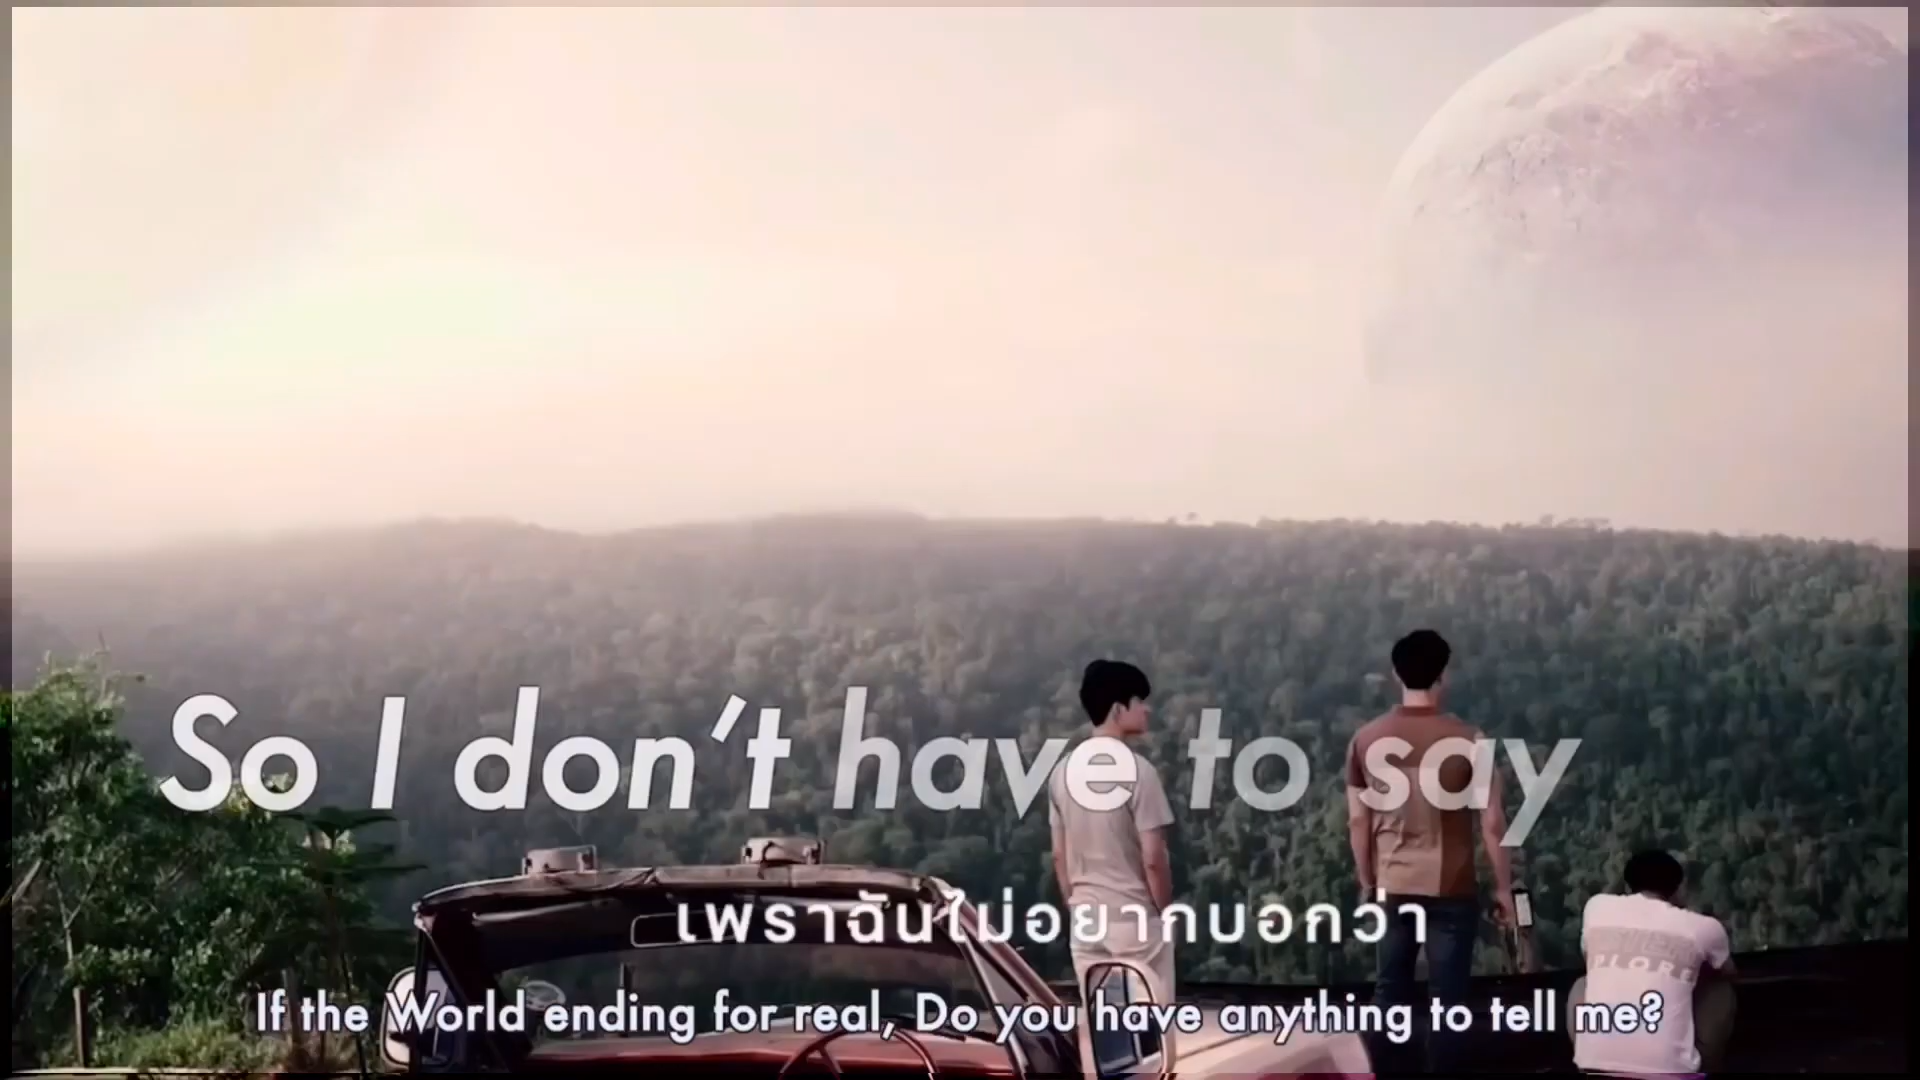 So I don't have to say
เพราฉันไม่อยากบอกว่า
If the World ending for real, Do you have anything to tell me?
PLORE